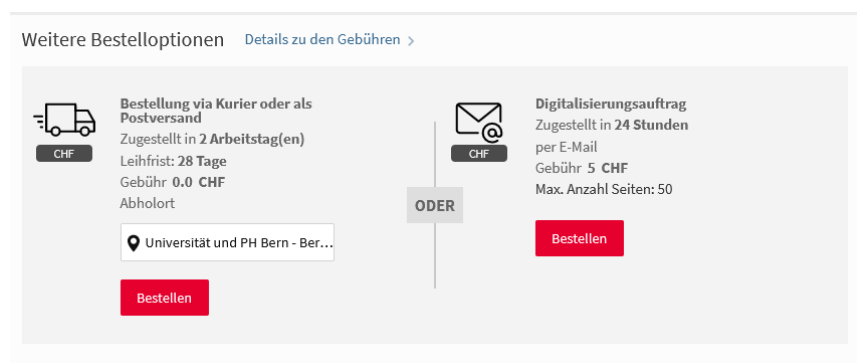 Weitere Bestelloptionen Details zu den Gebühren >
CHF
Bestellung via Kurier oder als
Postversand
Zugestellt in 2 Arbeitstag(en)
Leihfrist: 28 Tage
Gebühr 0.0 CHF
Abholort
Universität und PH Bern - Ber...
Bestellen
ODER
CHF
Digitalisierungsauftrag
Zugestellt in 24 Stunden
per E-Mail
Gebühr 5 CHF
Max. Anzahl Seiten: 50
Bestellen